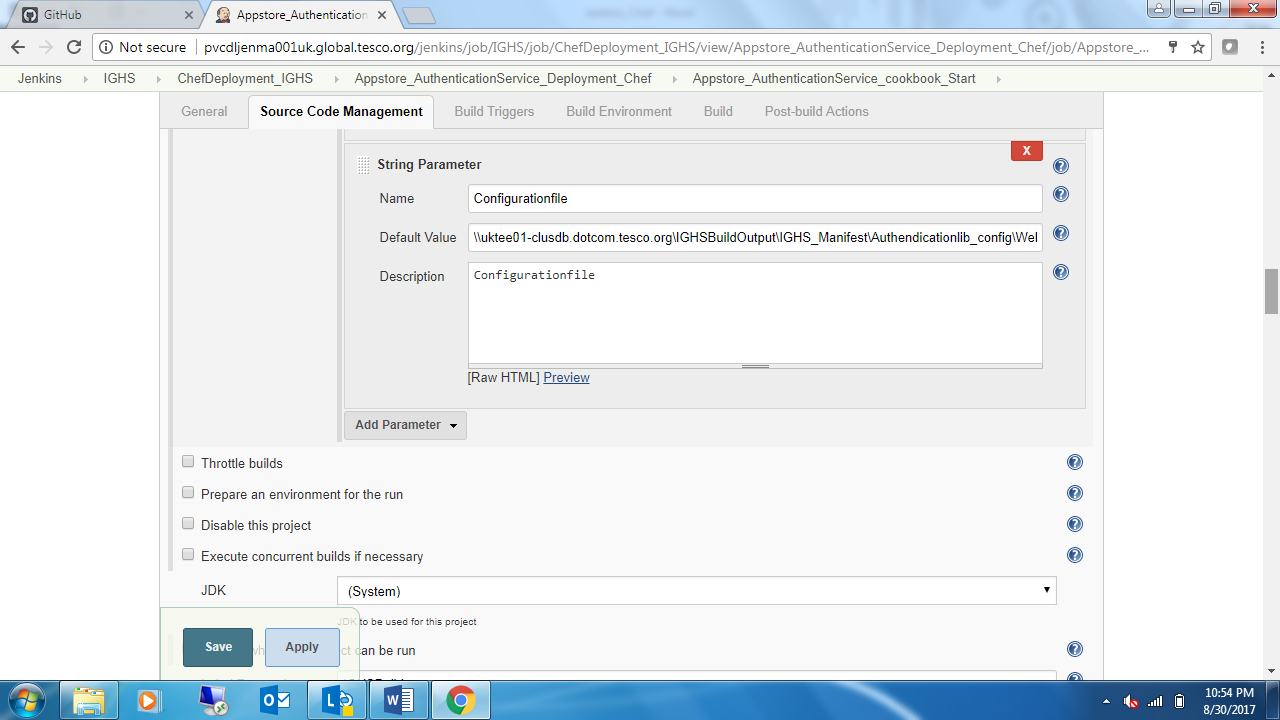 GitHub
Appstore_Authentication
Not secure
pvcdljenma001uk.global.tesco.org/jenkins/job/IGHS/job/ChefDeployment_IGHS/view/Appstore_AuthenticationService_Deployment_Chef/job/Appstore_...
Jenkins IGHS ChefDeployment_IGHS Appstore_AuthenticationService_Deployment_Chef Appstore_AuthenticationService_cookbook_Start
General Source Code Management Build Triggers Build Environment Build Post-build Actions
X
String Parameter
Name Configurationfile
Default Value \\uktee01-clusdb.dotcom.tesco.org\IGHSBuildOutput\IGHS_Manifest\Authendicationlib_config\Wel
Description Configurationfile
[Raw HTML] Preview
Add Parameter
Throttle builds
Prepare an environment for the run
Disable this project
Execute concurrent builds if necessary
JDK (System)
JDK to be used for this project
can be run
Save Apply
10:54 PM
8/30/2017